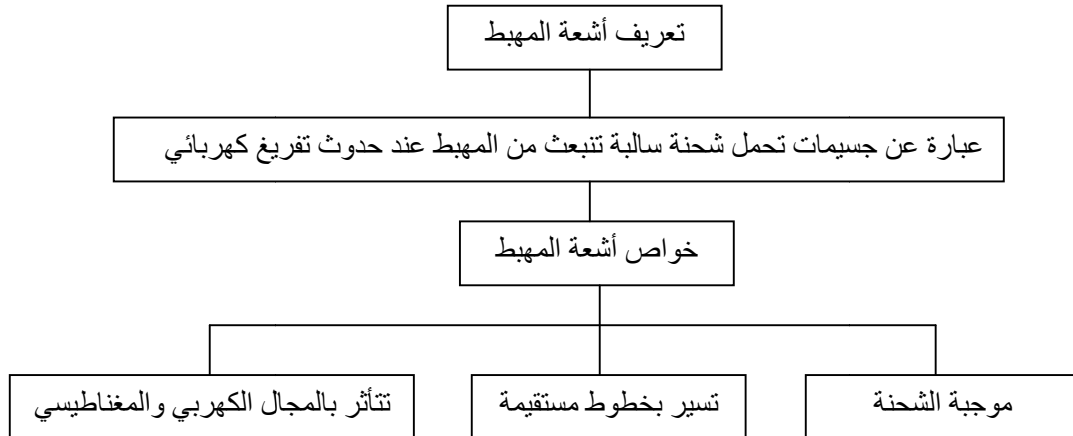 تعريف أشعة المهبط
عبارة عن جسيمات تحمل شحنة سالبة تنبعث من المهبط عند حدوث تفريغ كهربائي
خواص أشعة المهبط
موجبة الشحنة
تسير بخطوط مستقيمة
تتأثر بالمجال الكهربي والمغناطيسي